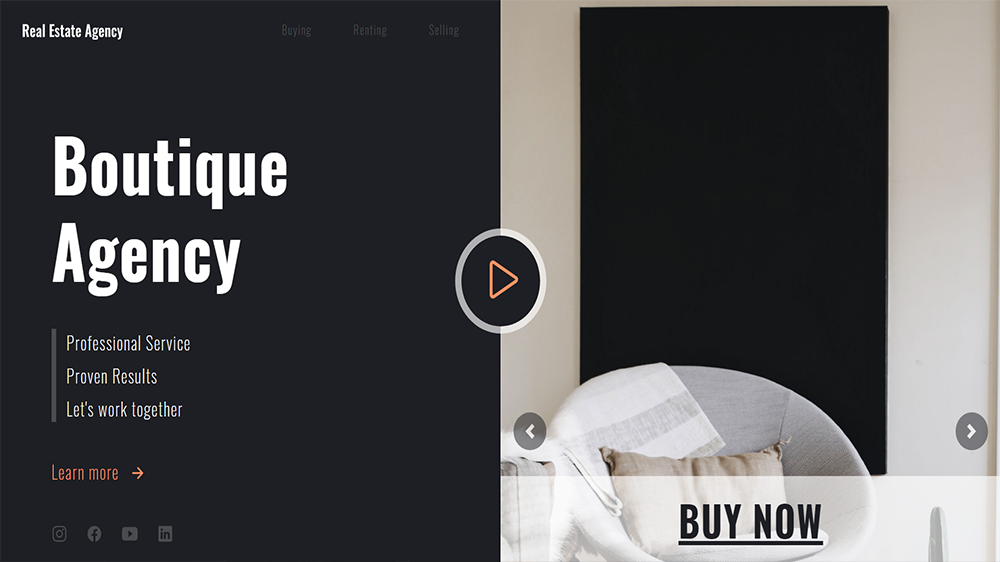 Real Estate Agency
Buying Renting Selling
Boutique
Agency
Professional Service
Proven Results
Let's work together
Learn more
BUY NOW